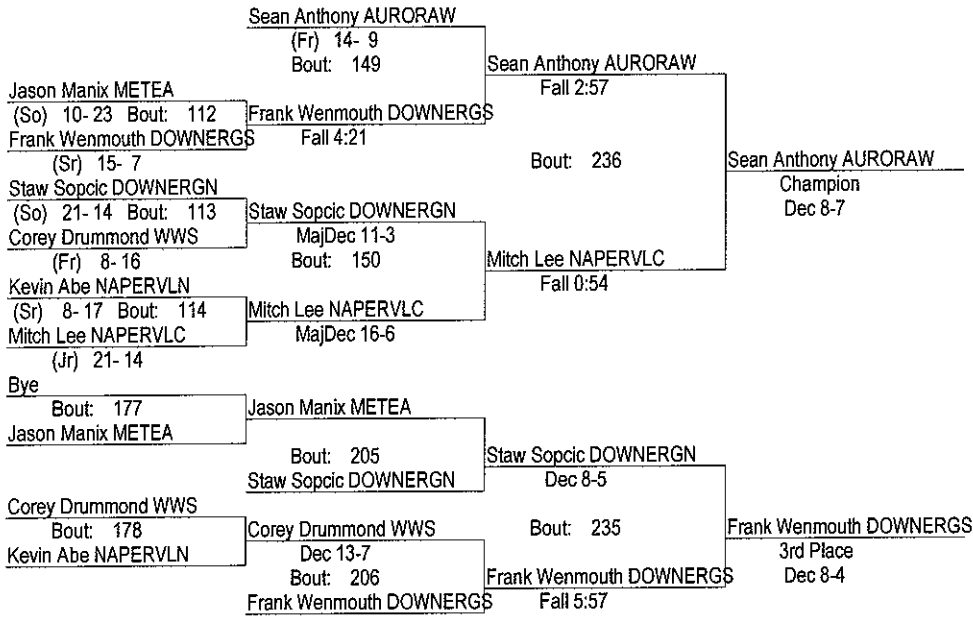 Sean Anthony AURORAW
(Fr) 14- 9
Bout: 149
Sean Anthony AURORAW
Fall 2:57
Jason Manix METEA
(So) 10- 23 Bout: 112
Frank Wenmouth DOWNERGS
Fall 4:21
Frank Wenmouth DOWNERGS
(Sr) 15- 7
Bout: 236
Sean Anthony AURORAW
Champion
Dec 8-7
Staw Sopcic DOWNERGN
(So) 21- 14 Bout: 113
Staw Sopcic DOWNERGN
MajDec 11-3
Corey Drummond WWS
(Fr) 8- 16
Bout: 150
Mitch Lee NAPERVLC
Fall 0:54
Kevin Abe NAPERVLN
(Sr) 8- 17 Bout: 114
Mitch Lee NAPERVLC
MajDec 16-6
Mitch Lee NAPERVLC
(Jr) 21- 14
Bye
Bout: 177
Jason Manix METEA
Jason Manix METEA
Bout: 205
Staw Sopcic DOWNERGN
Staw Sopcic DOWNERGN
Dec 8-5
Corey Drummond WWS
Bout: 178
Corey Drummond WWS
Dec 13-7
Kevin Abe NAPERVLN
Bout: 235
Frank Wenmouth DOWNERGS
3rd Place
Dec 8-4
Bout: 206
Frank Wenmouth DOWNERGS
Fall 5:57
Frank Wenmouth DOWNERGS